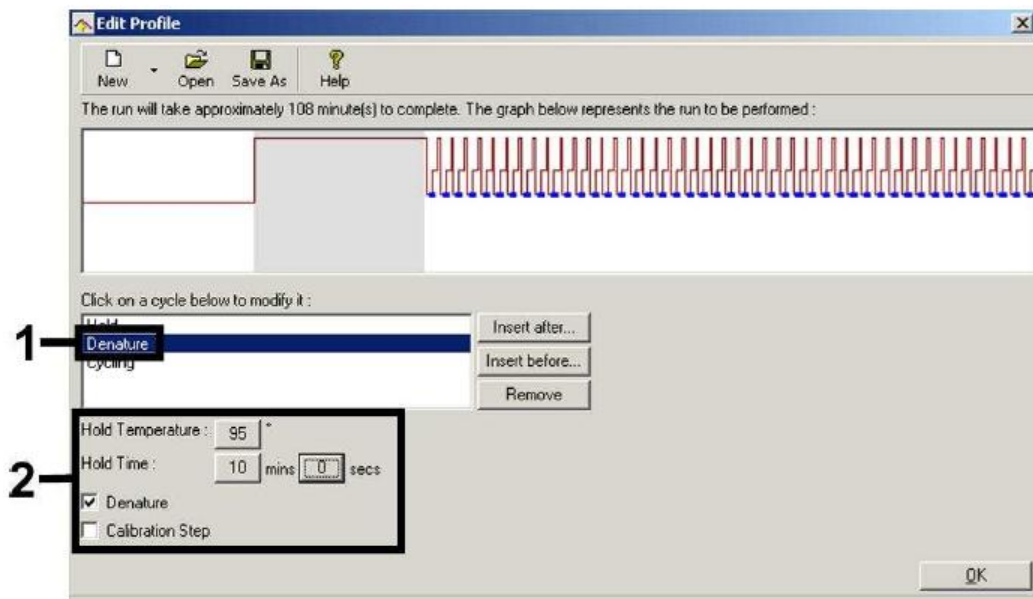 Edit Profile
New Open Save As Help
The run will take approximately 108 minute(s) to complete. The graph below represents the run to be performed :
Click on a cycle below to modify it :
Hold
1 Denature
Cycling
Insert after...
Insert before...
Remove
2
Hold Temperature : 95 °
Hold Time : 10 mins 0 secs
Denature
Calibration Step
OK